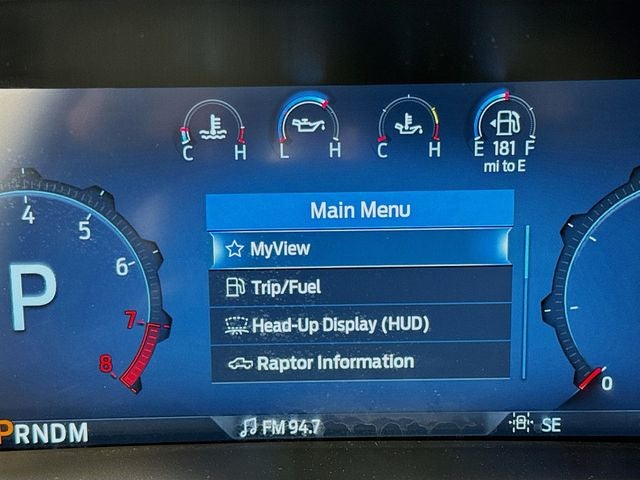 C H
L H
C H
E 181 F
mi to E
Main Menu
MyView
Trip/Fuel
Head-Up Display (HUD)
Raptor Information
4
5
6
7
8
P
0
PRNDM
FM 94.7
SE